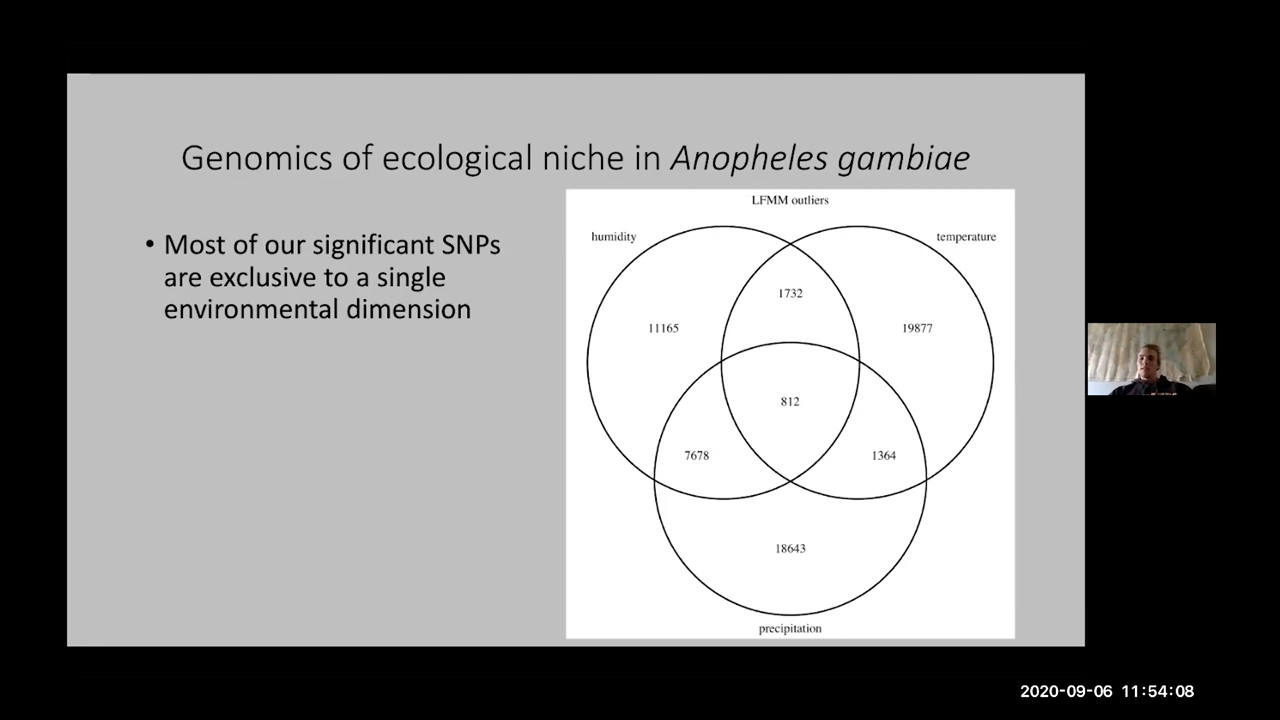 Genomics of ecological niche in Anopheles gambiae
• Most of our significant SNPs
are exclusive to a single
environmental dimension
LFMM outliers
humidity
temperature
1732
11165
19877
812
7678
1364
18643
precipitation
2020-09-06 11:54:08